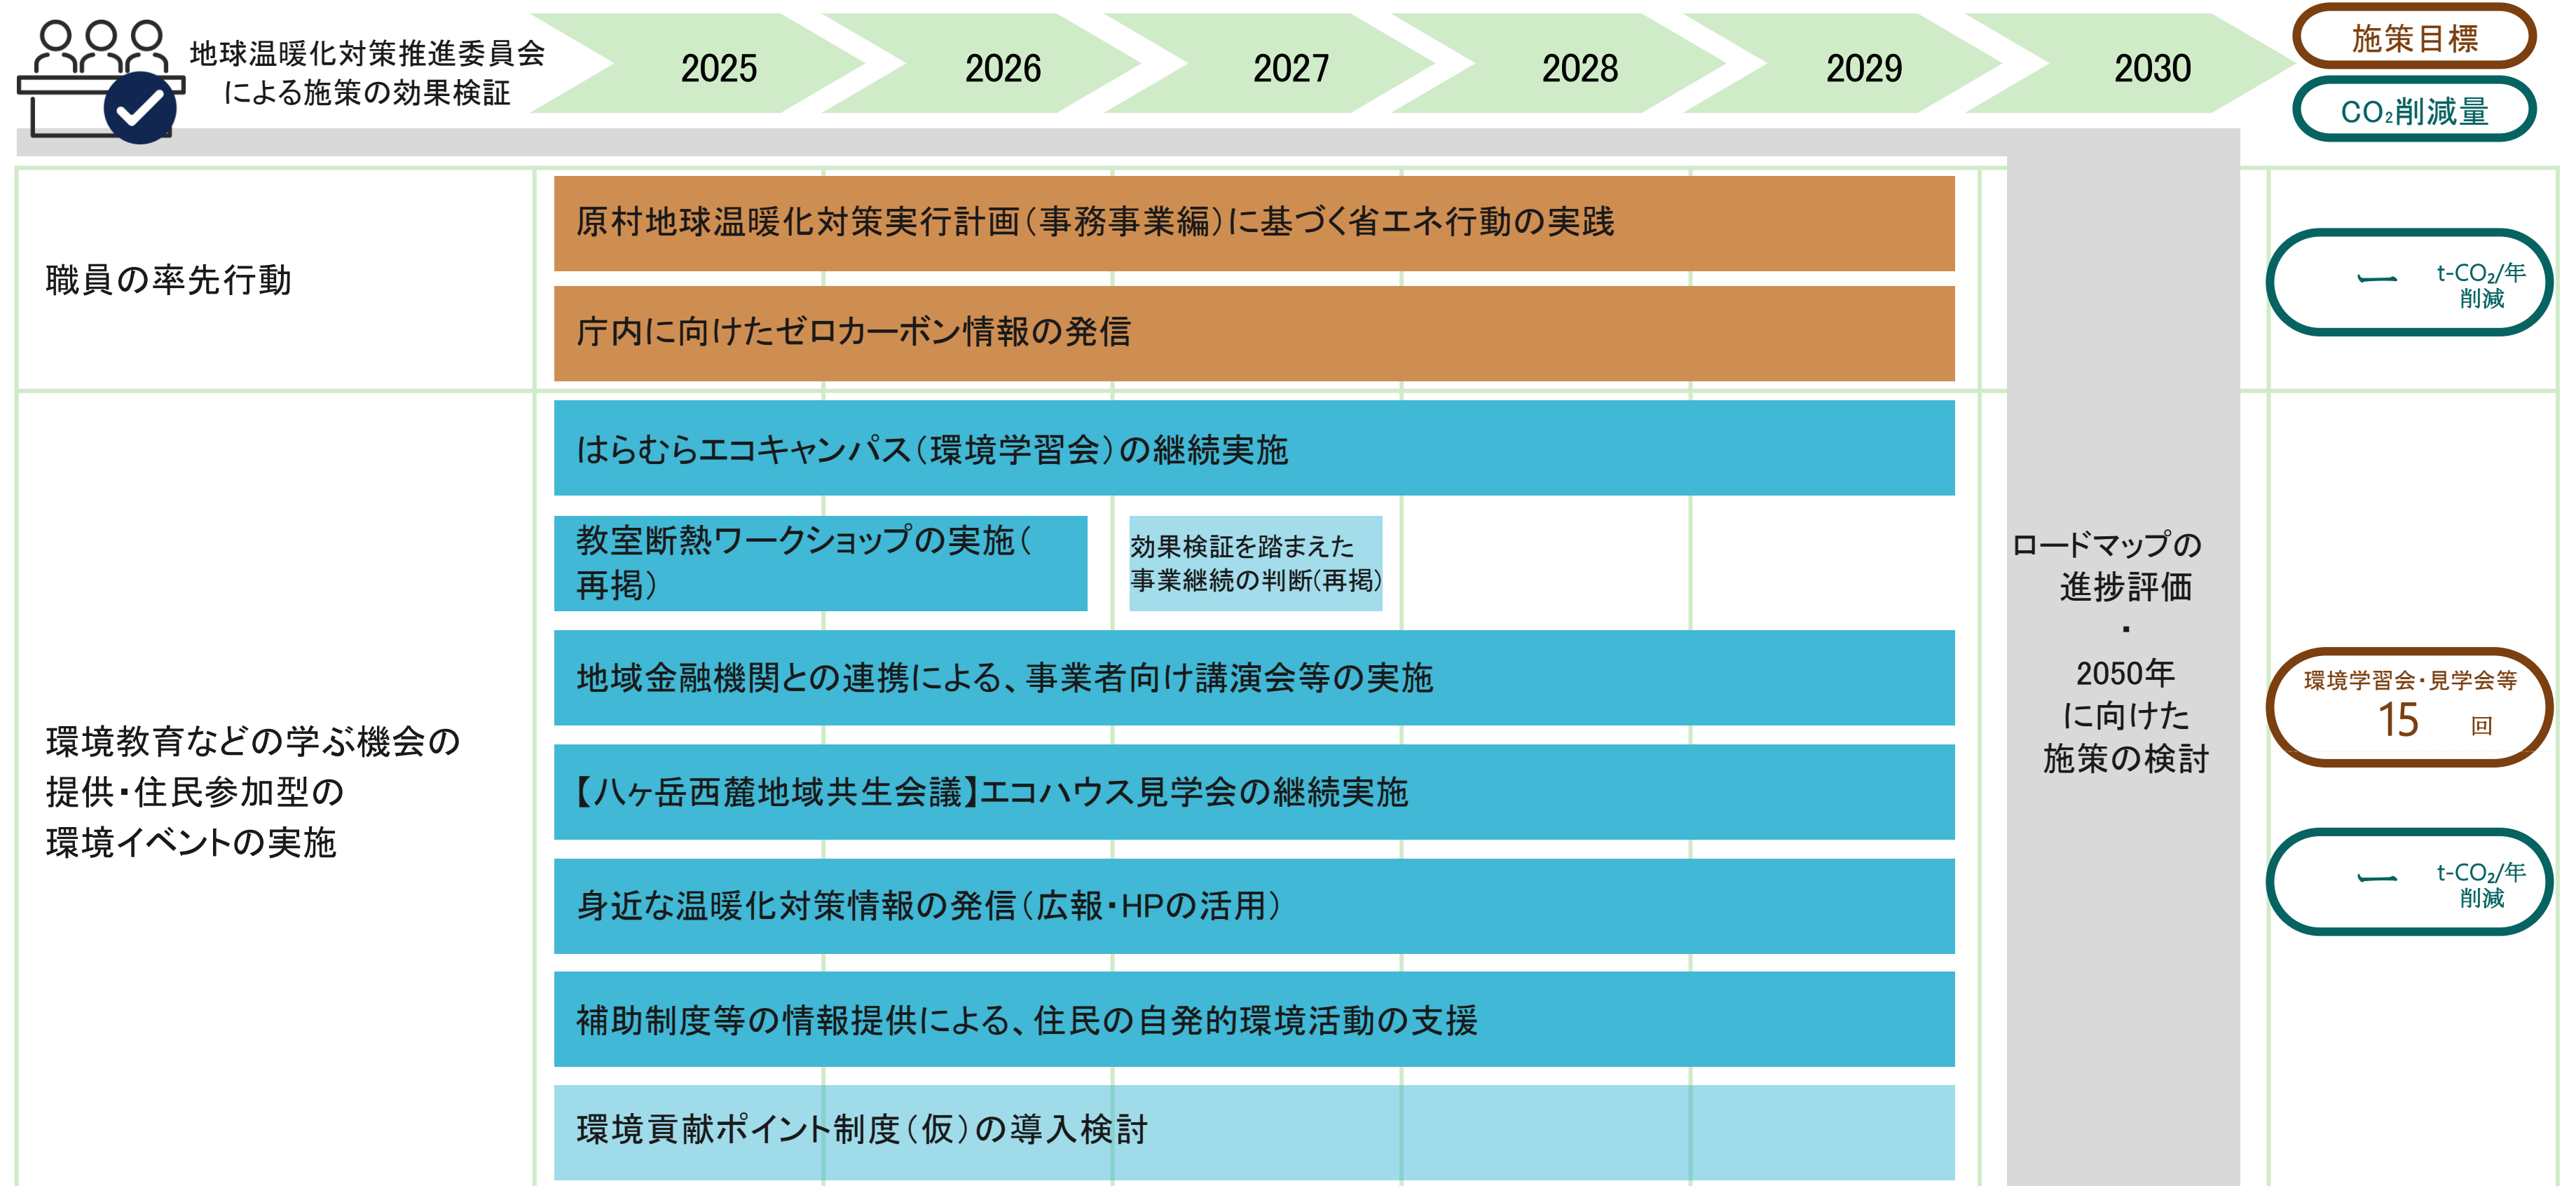 地球温暖化対策推進委員会
による施策の効果検証
2025
2026
2027
2028
2029
2030
施策目標
CO₂削減量
職員の率先行動
原村地球温暖化対策実行計画（事務事業編）に基づく省エネ行動の実践
庁内に向けたゼロカーボン情報の発信
ー
t-CO₂/年
削減
環境教育などの学ぶ機会の
提供・住民参加型の
環境イベントの実施
はらむらエコキャンパス（環境学習会）の継続実施
教室断熱ワークショップの実施（
再掲）
効果検証を踏まえた
事業継続の判断(再掲)
地域金融機関との連携による、事業者向け講演会等の実施
【八ヶ岳西麓地域共生会議】エコハウス見学会の継続実施
身近な温暖化対策情報の発信（広報・HPの活用）
補助制度等の情報提供による、住民の自発的環境活動の支援
環境貢献ポイント制度（仮）の導入検討
ロードマップの
進捗評価
・
2050年
に向けた
施策の検討
環境学習会・見学会等
15 回
ー
t-CO₂/年
削減